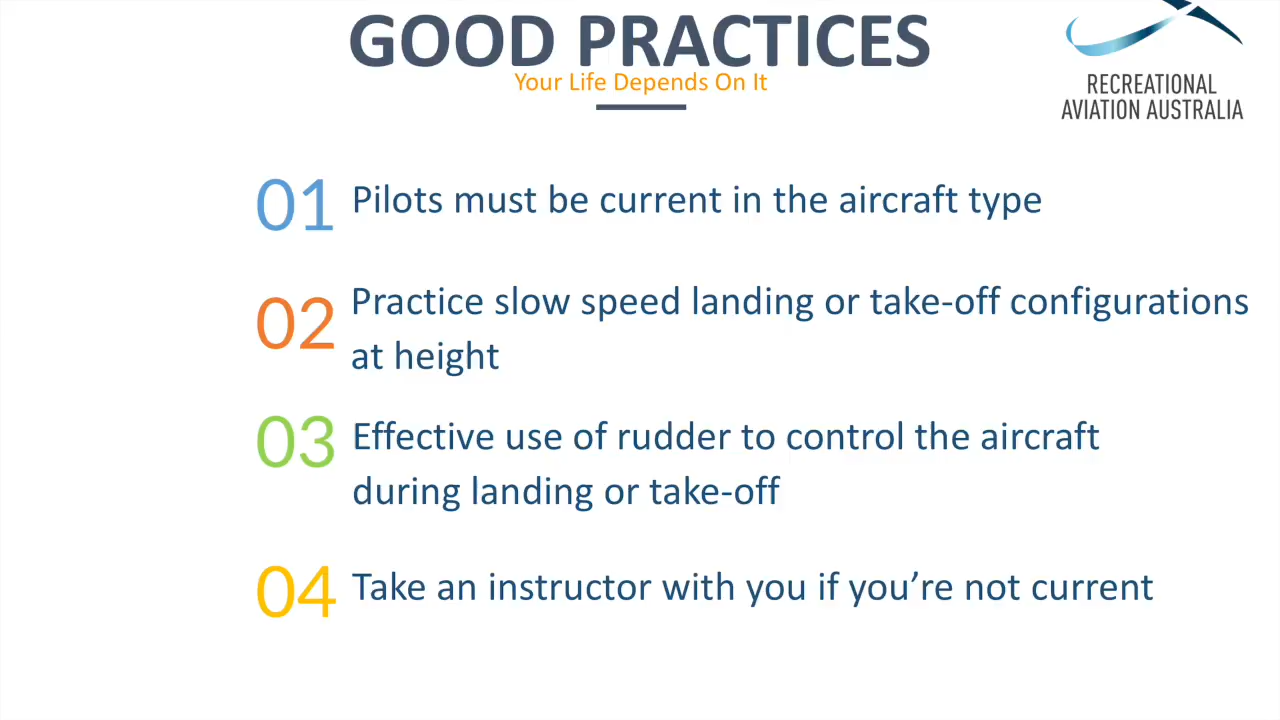 GOOD PRACTICES
Your Life Depends On It
RECREATIONAL
AVIATION AUSTRALIA
01 Pilots must be current in the aircraft type
02 Practice slow speed landing or take-off configurations
at height
03 Effective use of rudder to control the aircraft
during landing or take-off
04 Take an instructor with you if you’re not current